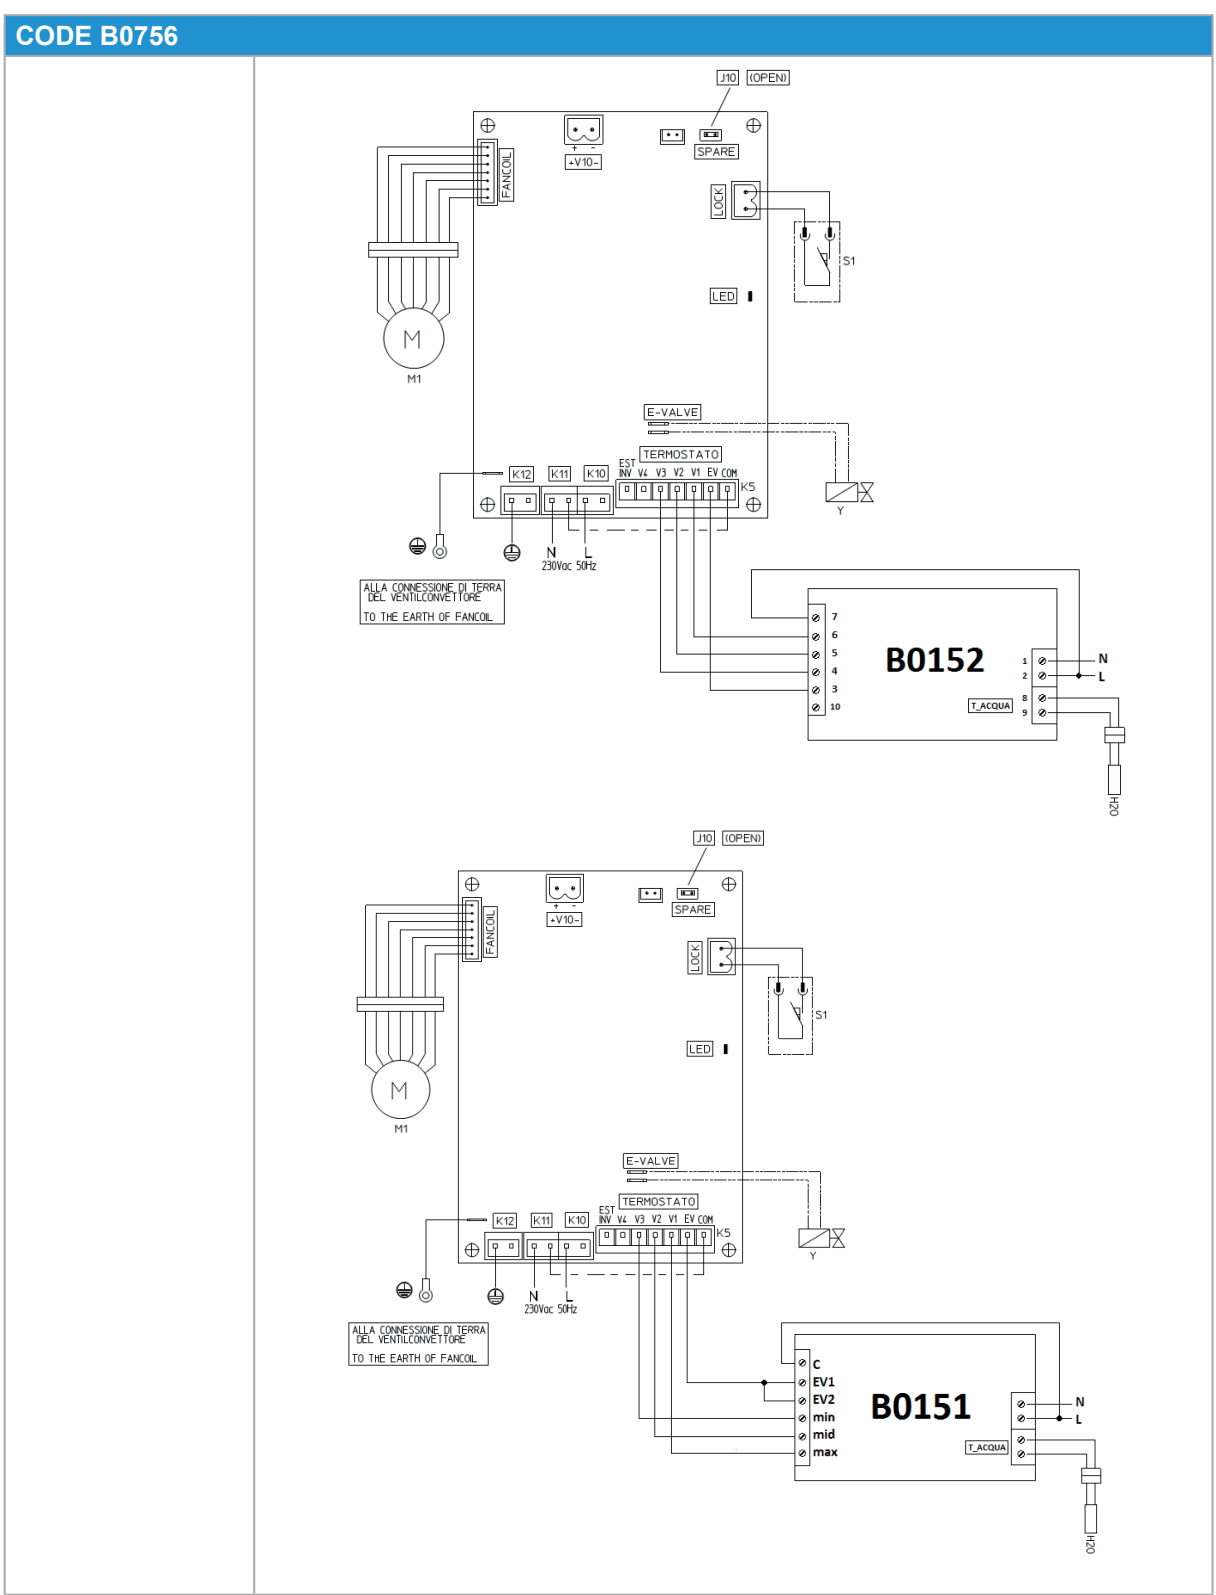 CODE B0756
J10 (OPEN)
+ -
+V10-
SPARE
FANCOIL
LOCK
S1
LED
M
M1
E-VALVE
TERMOSTATO
EST
INV V4 V3 V2 V1 EV COM
K12 K11 K10
K5
Y
N L
230Vac 50Hz
ALLA CONNESSIONE DI TERRA
DEL VENTILCONVETTORE
TO THE EARTH OF FANCOIL
7
6
5
4
3
10
B0152
1 N
2 L
T_ACQUA
8
9
H2O
J10 (OPEN)
+ -
+V10-
SPARE
FANCOIL
LOCK
S1
LED
M
M1
E-VALVE
TERMOSTATO
EST
INV V4 V3 V2 V1 EV COM
K12 K11 K10
K5
Y
N L
230Vac 50Hz
ALLA CONNESSIONE DI TERRA
DEL VENTILCONVETTORE
TO THE EARTH OF FANCOIL
C
EV1
EV2
min
mid
max
B0151
N
L
T_ACQUA
H2O